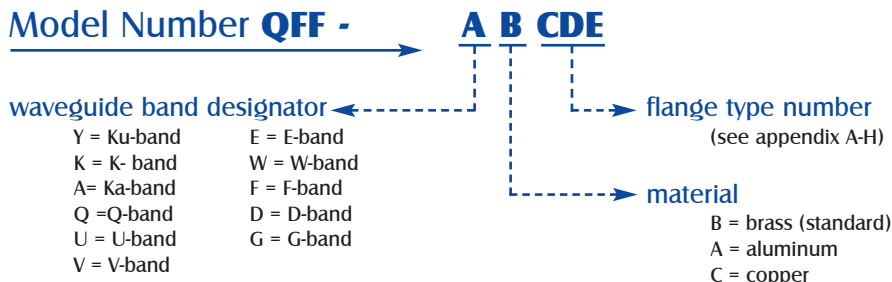 Model Number QFF - A B CDE
waveguide band designator
Y = Ku-band
K = K- band
A= Ka-band
Q =Q-band
U = U-band
V = V-band
E = E-band
W = W-band
F = F-band
D = D-band
G = G-band
flange type number
(see appendix A-H)
material
B = brass (standard)
A = aluminum
C = copper